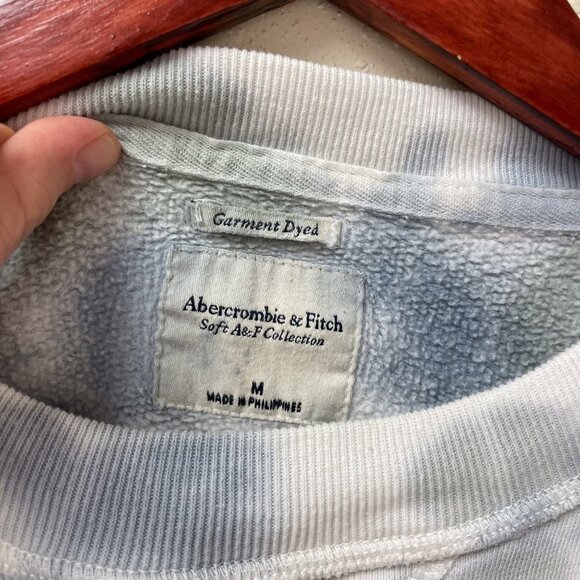 Garment Dyed
Abercrombie & Fitch
Soft A&F Collection
M
MADE IN PHILIPPINES